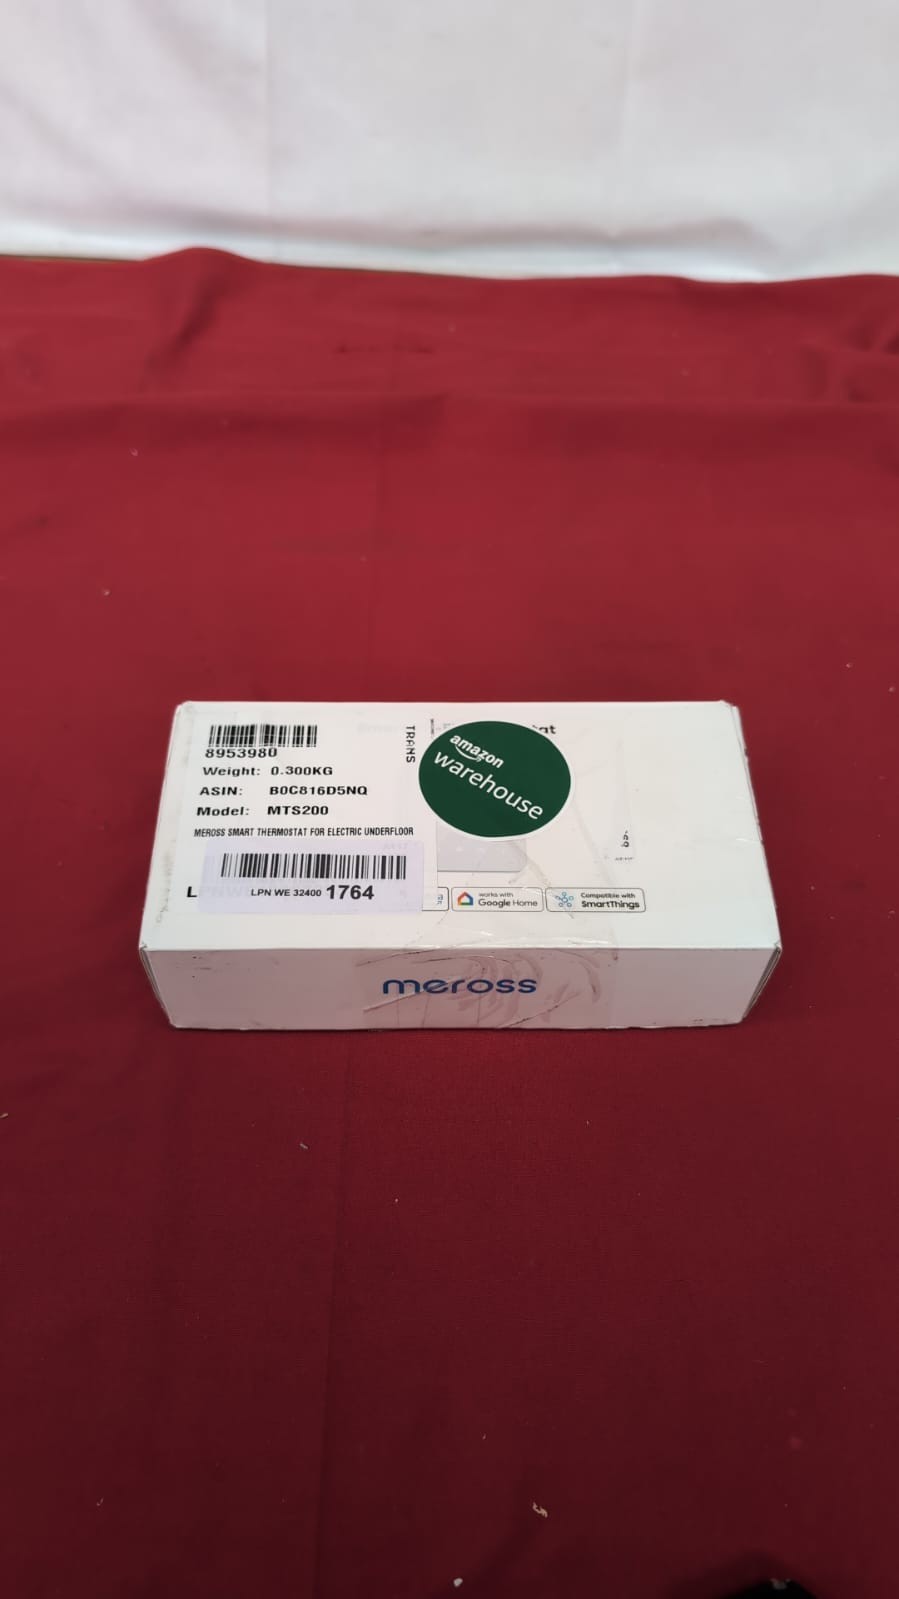 8953980
TRANS
Weight: 0.300KG
ASIN: B0C816D5NQ
Model: MTS200
MEROSS SMART THERMOSTAT FOR ELECTRIC UNDERFLOOR
LPN WE 32400 1764
amazon
warehouse
works with
Google Home
Compatible with
SmartThings
meross